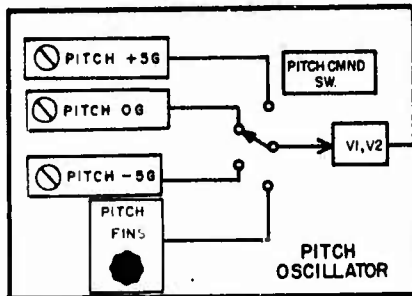 PITCH +5G
PITCH CMND
SW.
PITCH 0G
PITCH -5G
V1, V2
PITCH
FINS
PITCH
OSCILLATOR